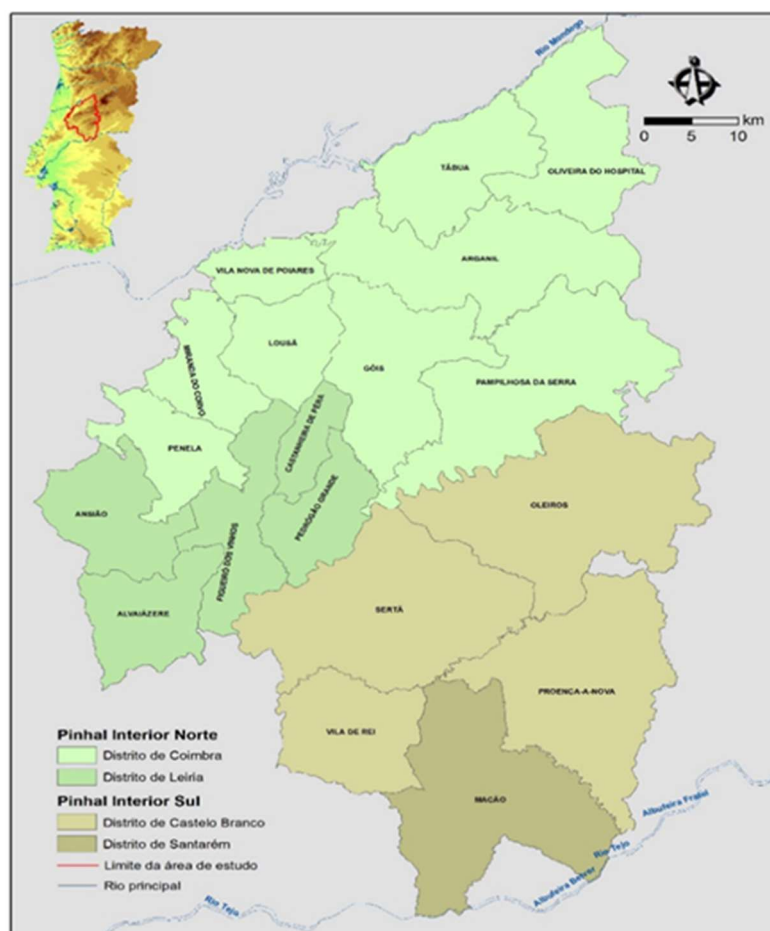 Rio Mondego
km
0 5 10
TÁBUA
OLIVEIRA DO HOSPITAL
ARGANIL
VILA NOVA DE POIARES
LOUSÃ
MIRANDA DO CORVO
GÓIS
PAMPILHOSA DA SERRA
CASTANHEIRA DE PÊRA
PENELA
PEDRÓGÃO GRANDE
ANSIÃO
OLEIROS
FIGUEIRÓ DOS VINHOS
ALVAIÁZERE
SERTÃ
PROENÇA-A-NOVA
VILA DE REI
MAÇÃO
Pinhal Interior Norte
Distrito de Coimbra
Distrito de Leiria
Pinhal Interior Sul
Distrito de Castelo Branco
Distrito de Santarém
Limite da área de estudo
Rio principal
Albufeira Fratel
Rio Tejo
Albufeira Belver
Rio Tejo